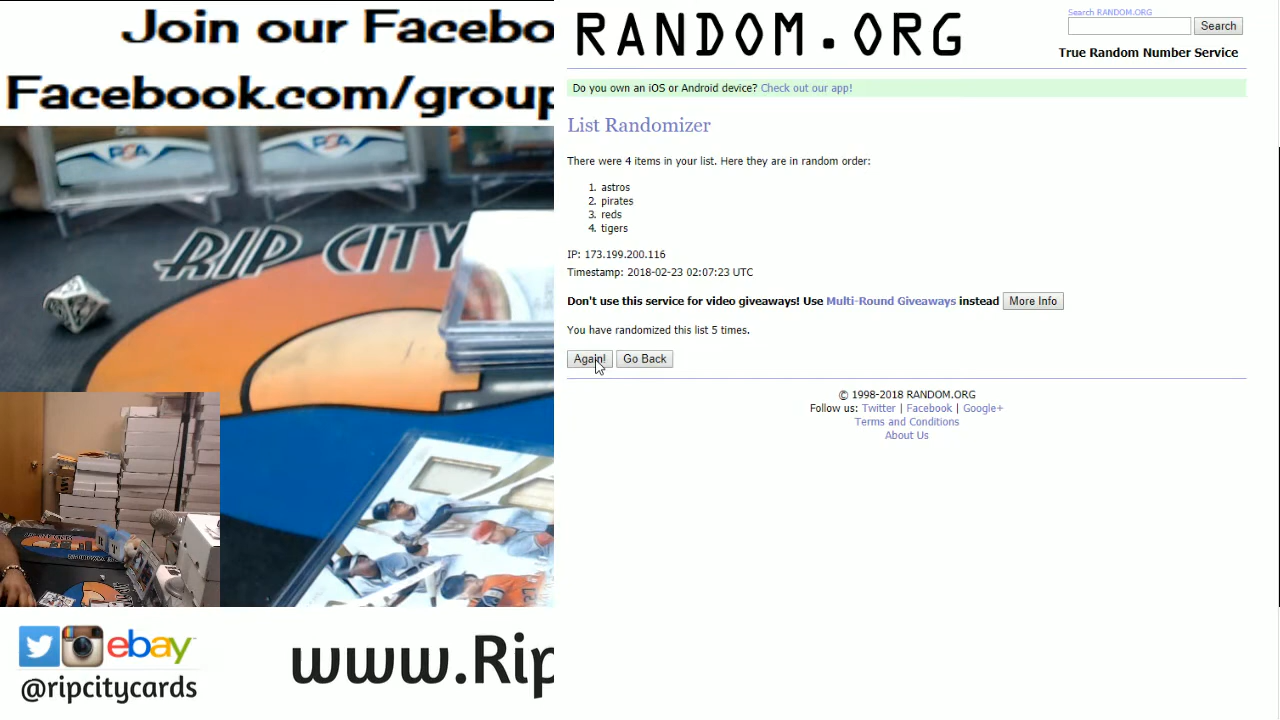 Join our Facebo
Facebook.com/group
PSA
PSA
RIP CITY
@ripcitycards
ebay
www.Rip
RANDOM.ORG
Search RANDOM.ORG
Search
True Random Number Service
Do you own an iOS or Android device? Check out our app!
List Randomizer
There were 4 items in your list. Here they are in random order:
1. astros
2. pirates
3. reds
4. tigers
IP: 173.199.200.116
Timestamp: 2018-02-23 02:07:23 UTC
Don't use this service for video giveaways! Use Multi-Round Giveaways instead More Info
You have randomized this list 5 times.
Again! Go Back
© 1998-2018 RANDOM.ORG
Follow us: Twitter | Facebook | Google+
Terms and Conditions
About Us